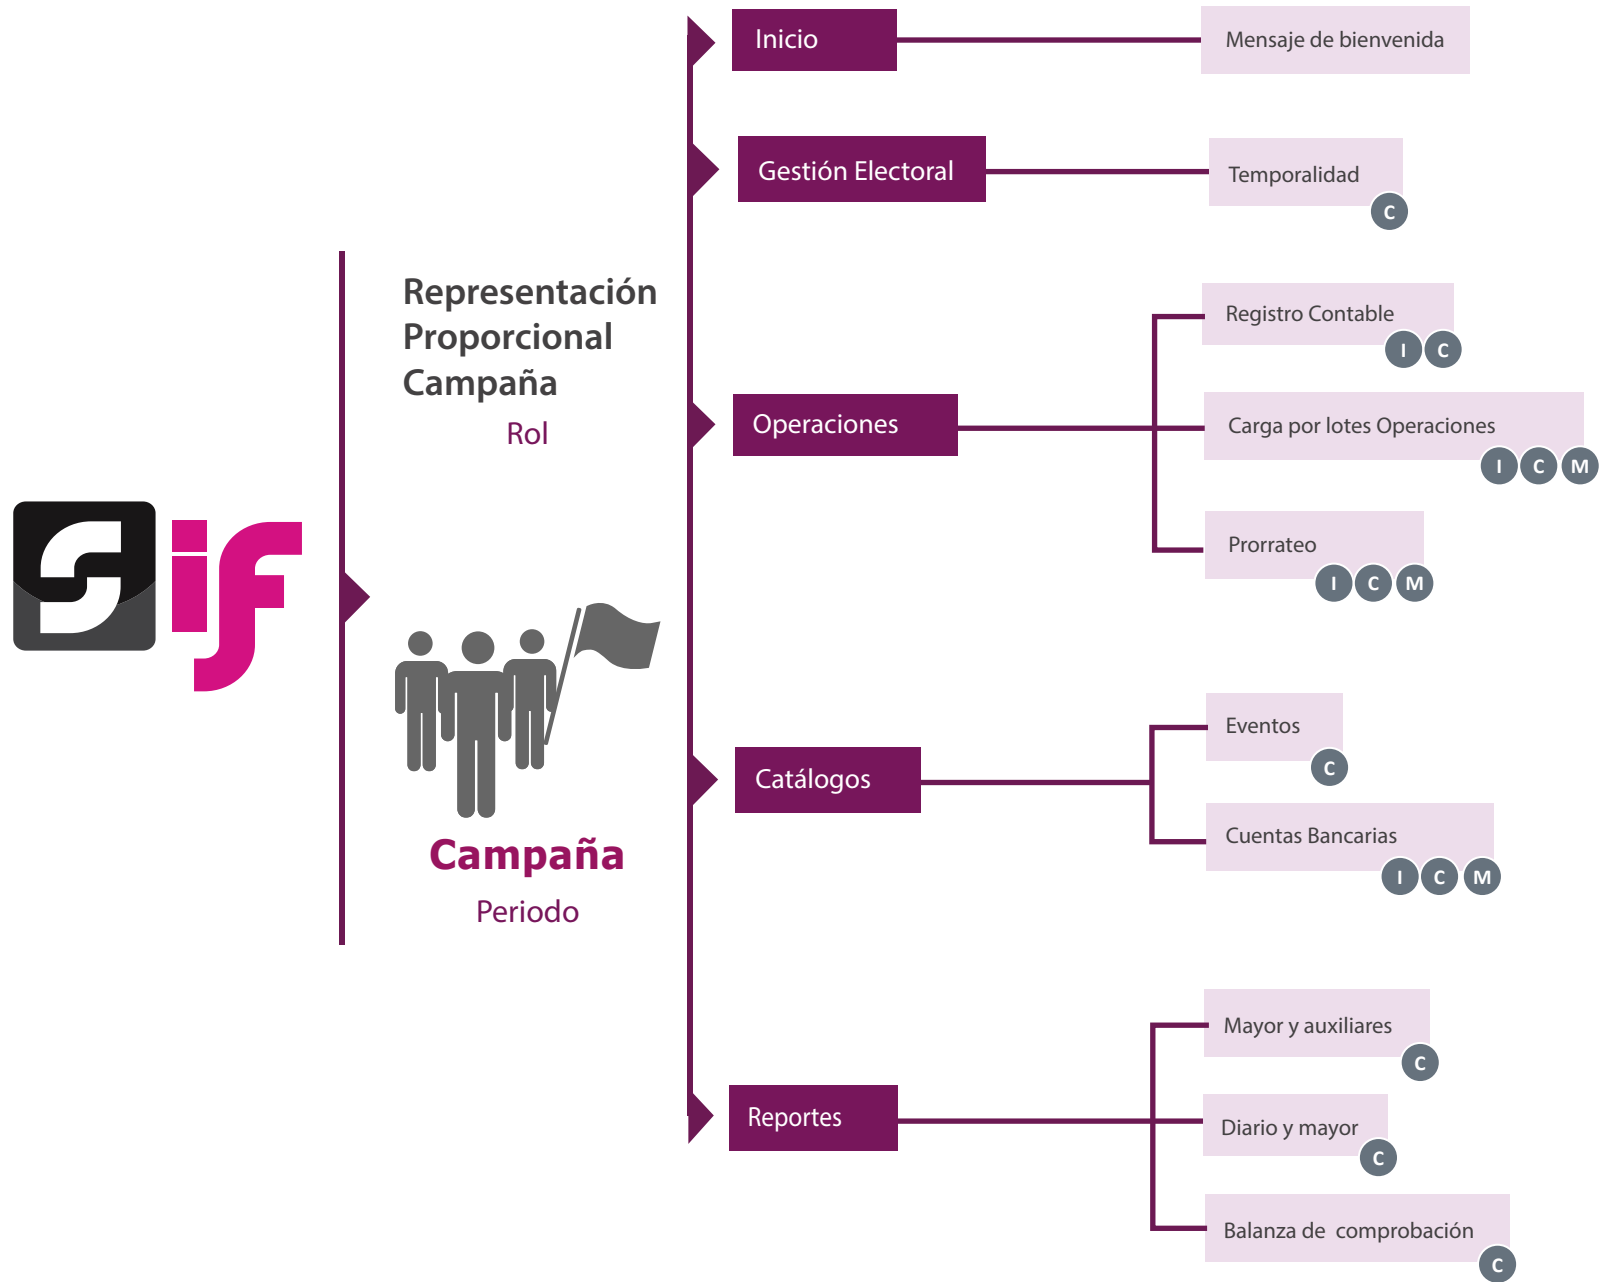 Sif
Representación
Proporcional
Campaña
Rol
Campaña
Periodo
Inicio
Mensaje de bienvenida
Gestión Electoral
Temporalidad
C
Operaciones
Registro Contable
I C
Carga por lotes Operaciones
I C M
Prorrateo
I C M
Catálogos
Eventos
C
Cuentas Bancarias
I C M
Reportes
Mayor y auxiliares
C
Diario y mayor
C
Balanza de comprobación
C